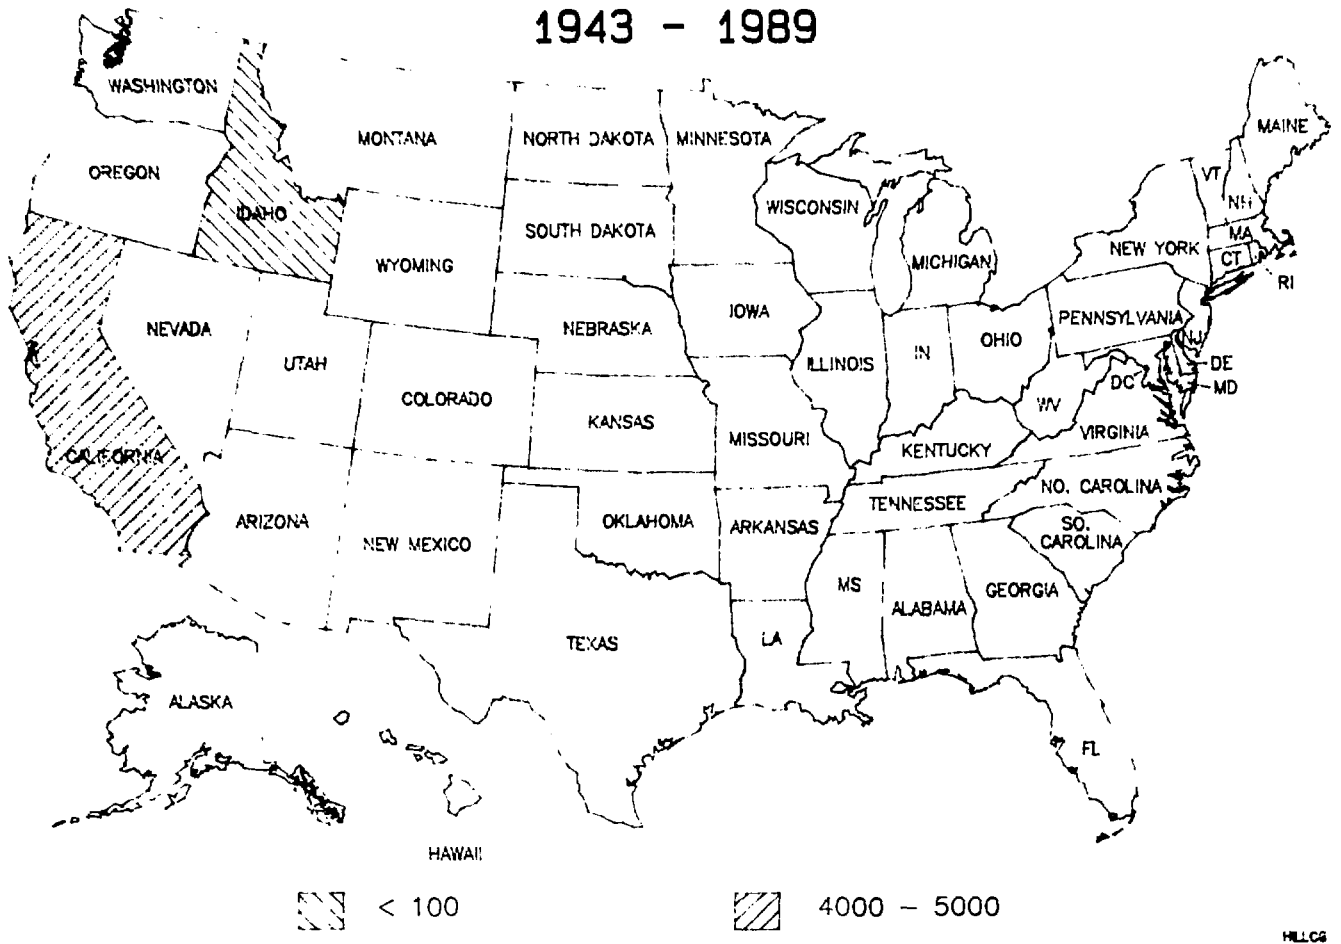 1943 - 1989
WASHINGTON
MONTANA
NORTH DAKOTA
MINNESOTA
MAINE
OREGON
IDAHO
VT
NH
WISCONSIN
SOUTH DAKOTA
MA
NEW YORK
CT
MICHIGAN
WYOMING
RI
IOWA
PENNSYLVANIA
NEVADA
NEBRASKA
NJ
OHIO
IN
ILLINOIS
UTAH
DE
DC
MD
COLORADO
WV
KANSAS
VIRGINIA
MISSOURI
KENTUCKY
CALIFORNIA
NO. CAROLINA
TENNESSEE
ARIZONA
OKLAHOMA
ARKANSAS
SO.
CAROLINA
NEW MEXICO
MS
GEORGIA
ALABAMA
LA
TEXAS
ALASKA
FL
HAWAII
< 100
4000 - 5000
HILLCG